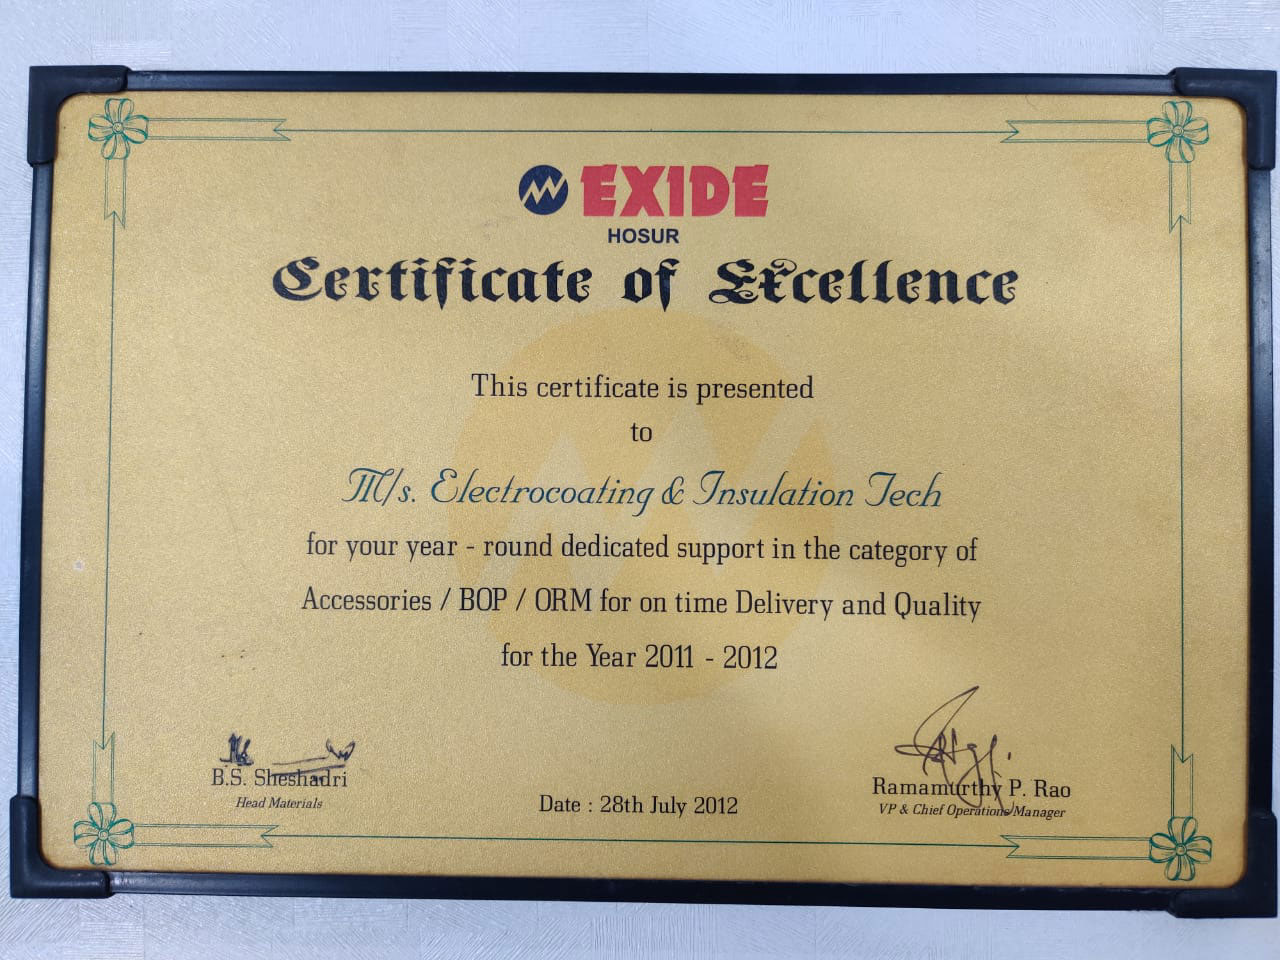 EXIDE
HOSUR
Certificate of Excellence
This certificate is presented
to
M/s. Electrocoating & Insulation Tech
for your year - round dedicated support in the category of
Accessories / BOP / ORM for on time Delivery and Quality
for the Year 2011 - 2012
B.S. Sheshadri
Head Materials
Date : 28th July 2012
Ramamurthy P. Rao
VP & Chief Operations Manager